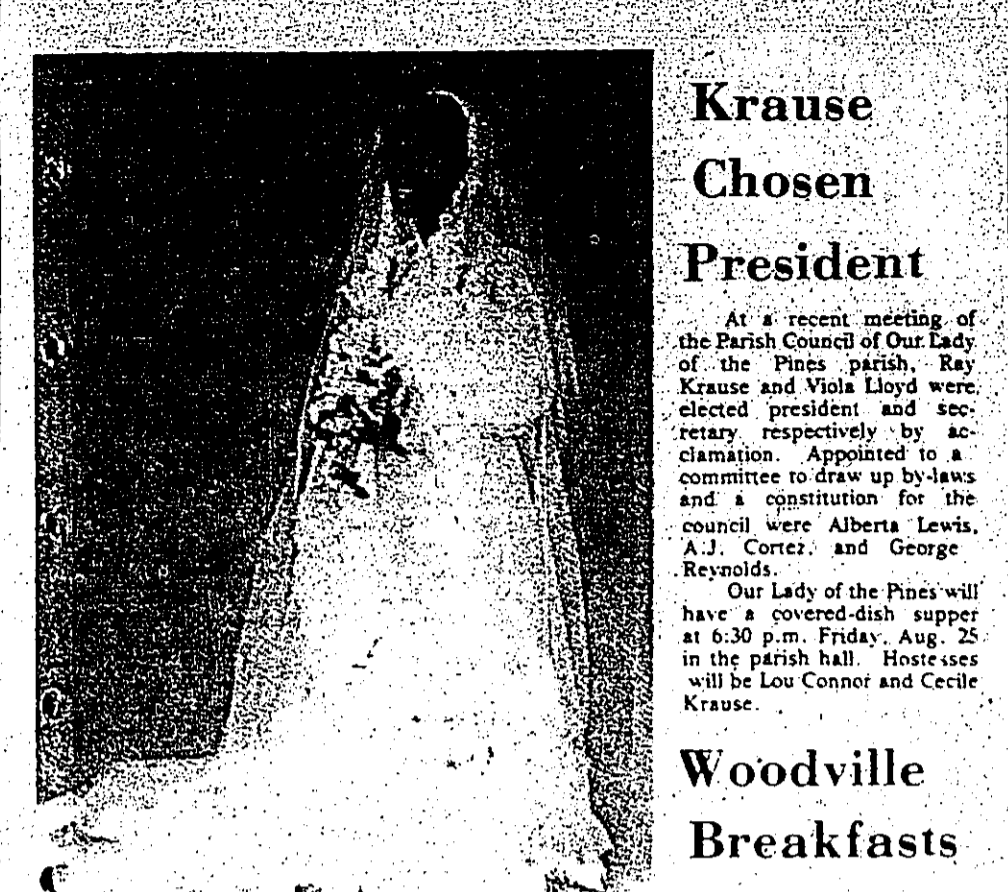 Krause
Chosen
President
At a recent meeting of
the Parish Council of Our Lady
of the Pines parish, Ray
Krause and Viola Lloyd were
elected president and sec-
retary respectively by ac-
clamation. Appointed to a
committee to draw up by-laws
and a constitution for the
council were Alberta Lewis,
A.J. Cortez, and George
Reynolds.
Our Lady of the Pines will
have a covered-dish supper
at 6:30 p.m. Friday, Aug. 25
in the parish hall. Hostesses
will be Lou Connor and Cecile
Krause.
Woodville
Breakfasts